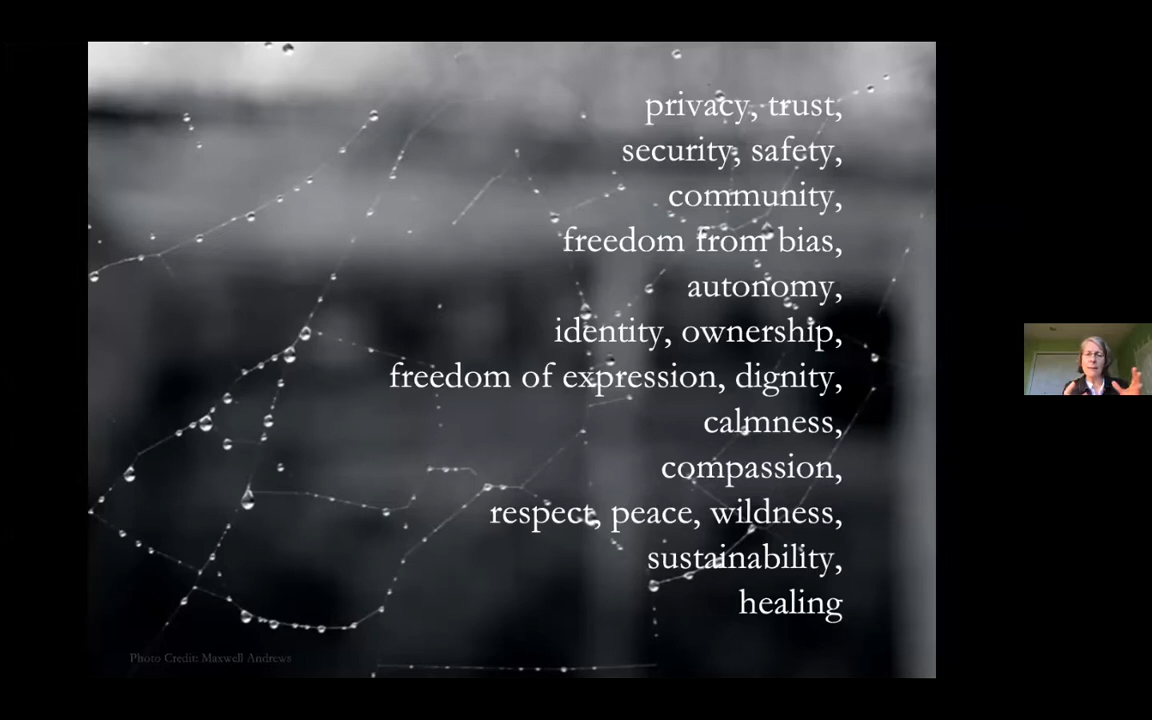 privacy, trust,
security, safety,
community,
freedom from bias,
autonomy,
identity, ownership,
freedom of expression, dignity,
calmness,
compassion,
respect, peace, wildness,
sustainability,
healing
Photo Credit: Maxwell Andrews